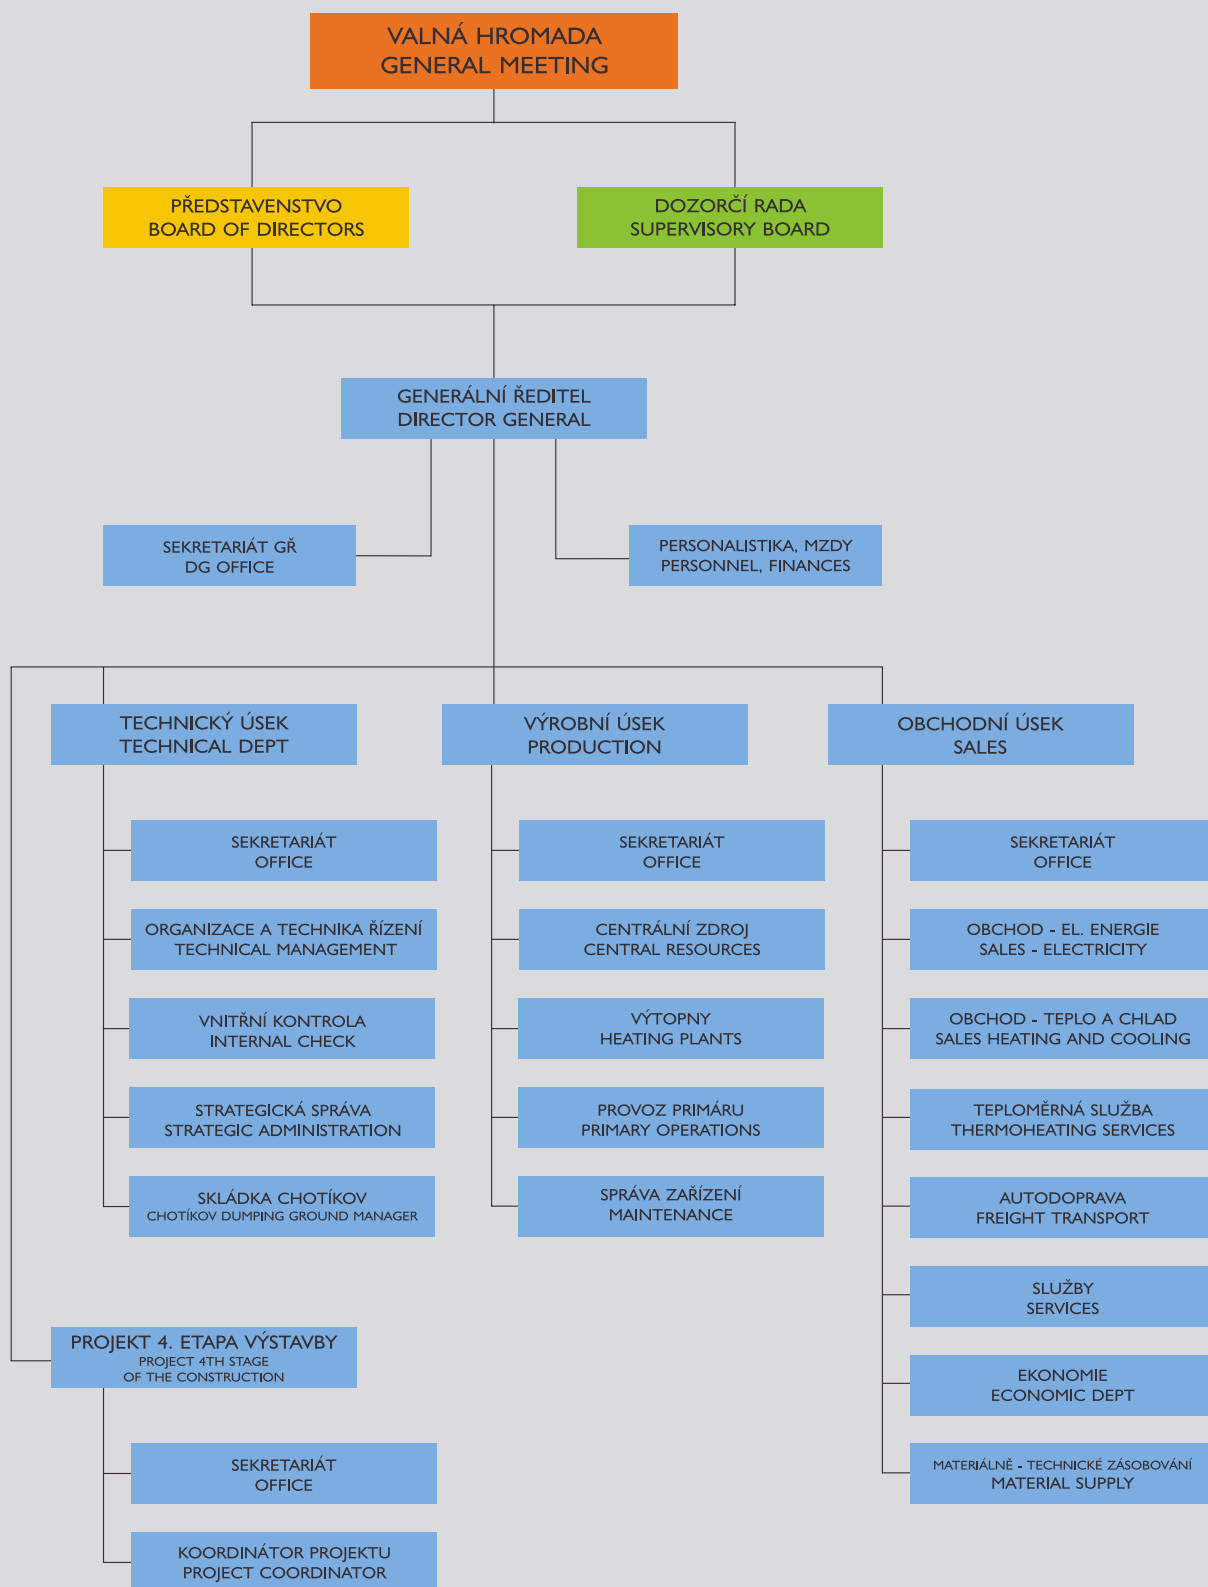 VALNÁ HROMADA
GENERAL MEETING
PŘEDSTAVENSTVO
BOARD OF DIRECTORS
DOZORČÍ RADA
SUPERVISORY BOARD
GENERÁLNÍ ŘEDITEL
DIRECTOR GENERAL
SEKRETARIÁT GŘ
DG OFFICE
PERSONALISTIKA, MZDY
PERSONNEL, FINANCES
TECHNICKÝ ÚSEK
TECHNICAL DEPT
SEKRETARIÁT
OFFICE
ORGANIZACE A TECHNIKA ŘÍZENÍ
TECHNICAL MANAGEMENT
VNITŘNÍ KONTROLA
INTERNAL CHECK
STRATEGICKÁ SPRÁVA
STRATEGIC ADMINISTRATION
SKLÁDKA CHOTÍKOV
CHOTÍKOV DUMPING GROUND MANAGER
VÝROBNÍ ÚSEK
PRODUCTION
SEKRETARIÁT
OFFICE
CENTRÁLNÍ ZDROJ
CENTRAL RESOURCES
VÝTOPNY
HEATING PLANTS
PROVOZ PRIMÁRU
PRIMARY OPERATIONS
SPRÁVA ZAŘÍZENÍ
MAINTENANCE
OBCHODNÍ ÚSEK
SALES
SEKRETARIÁT
OFFICE
OBCHOD - EL. ENERGIE
SALES - ELECTRICITY
OBCHOD - TEPLO A CHLAD
SALES HEATING AND COOLING
TEPLOMĚRNÁ SLUŽBA
THERMOHEATING SERVICES
AUTODOPRAVA
FREIGHT TRANSPORT
SLUŽBY
SERVICES
EKONOMIE
ECONOMIC DEPT
MATERIÁLNĚ - TECHNICKÉ ZÁSOBOVÁNÍ
MATERIAL SUPPLY
PROJEKT 4. ETAPA VÝSTAVBY
PROJECT 4TH STAGE
OF THE CONSTRUCTION
SEKRETARIÁT
OFFICE
KOORDINÁTOR PROJEKTU
PROJECT COORDINATOR